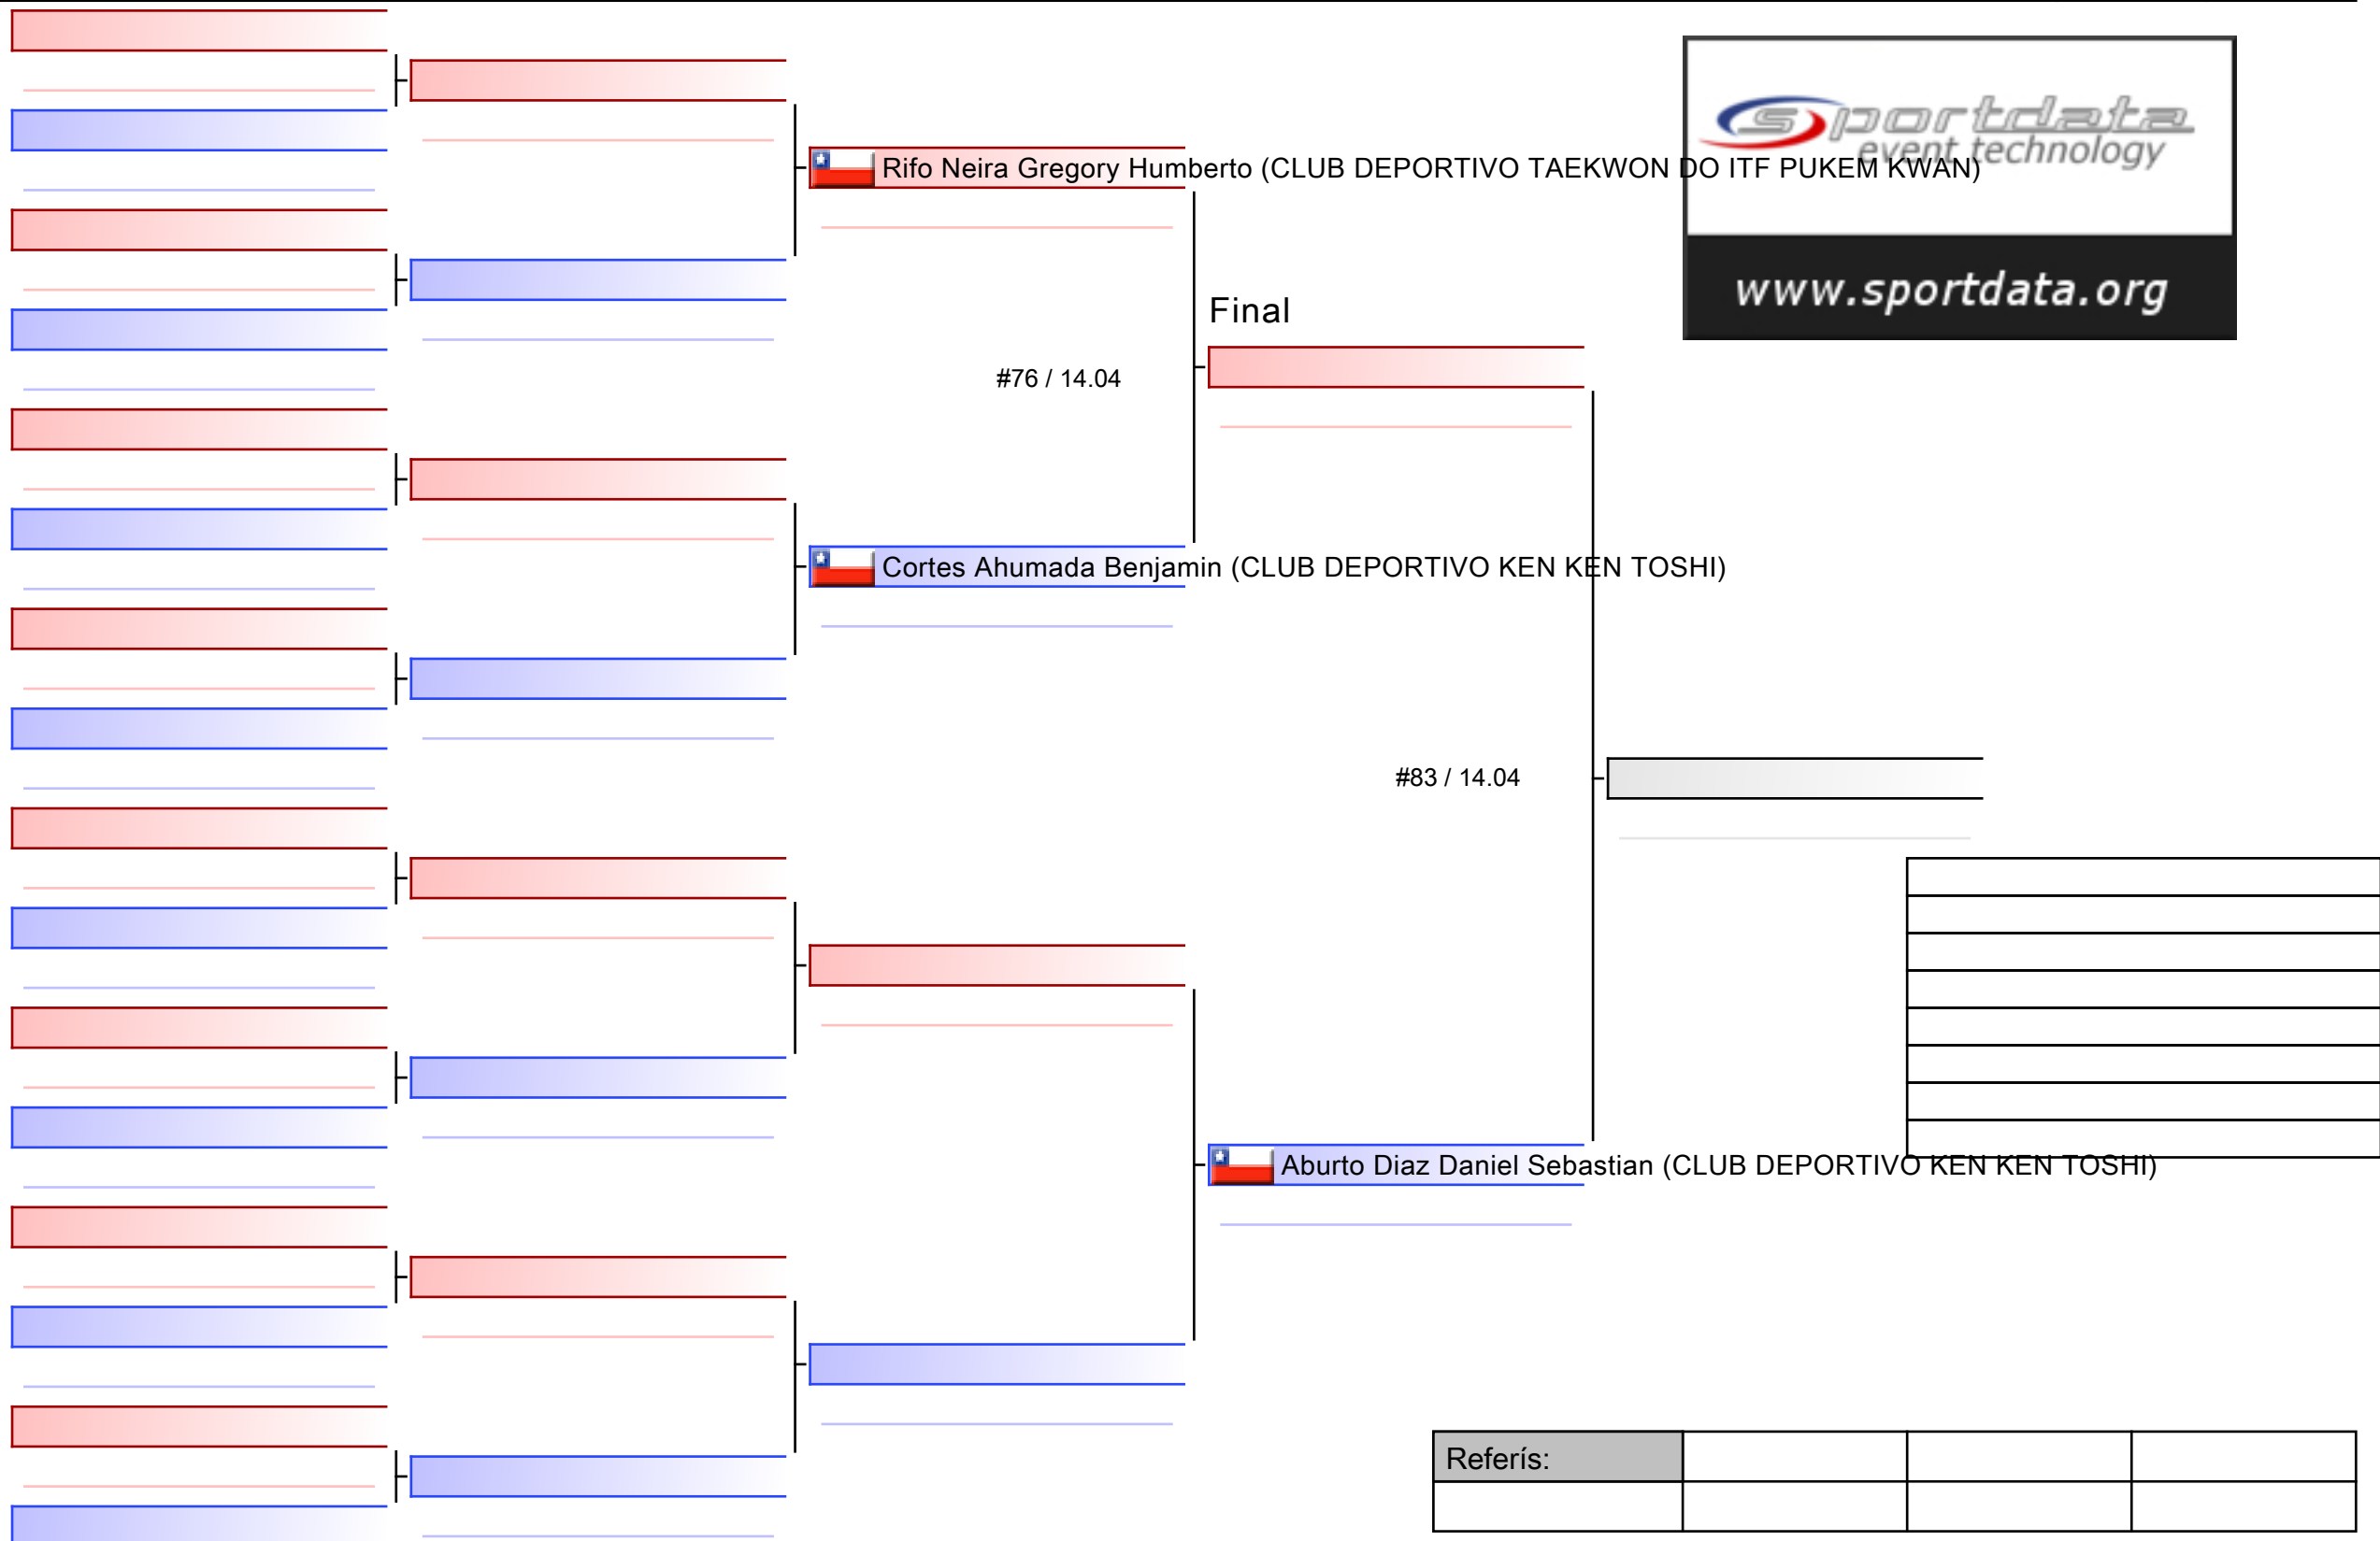 sportdata
event technology
www.sportdata.org
Rifo Neira Gregory Humberto (CLUB DEPORTIVO TAEKWON DO ITF PUKEM KWAN)
Final
#76 / 14.04
Cortes Ahumada Benjamin (CLUB DEPORTIVO KEN KEN TOSHI)
#83 / 14.04
Aburto Diaz Daniel Sebastian (CLUB DEPORTIVO KEN KEN TOSHI)
Referís: